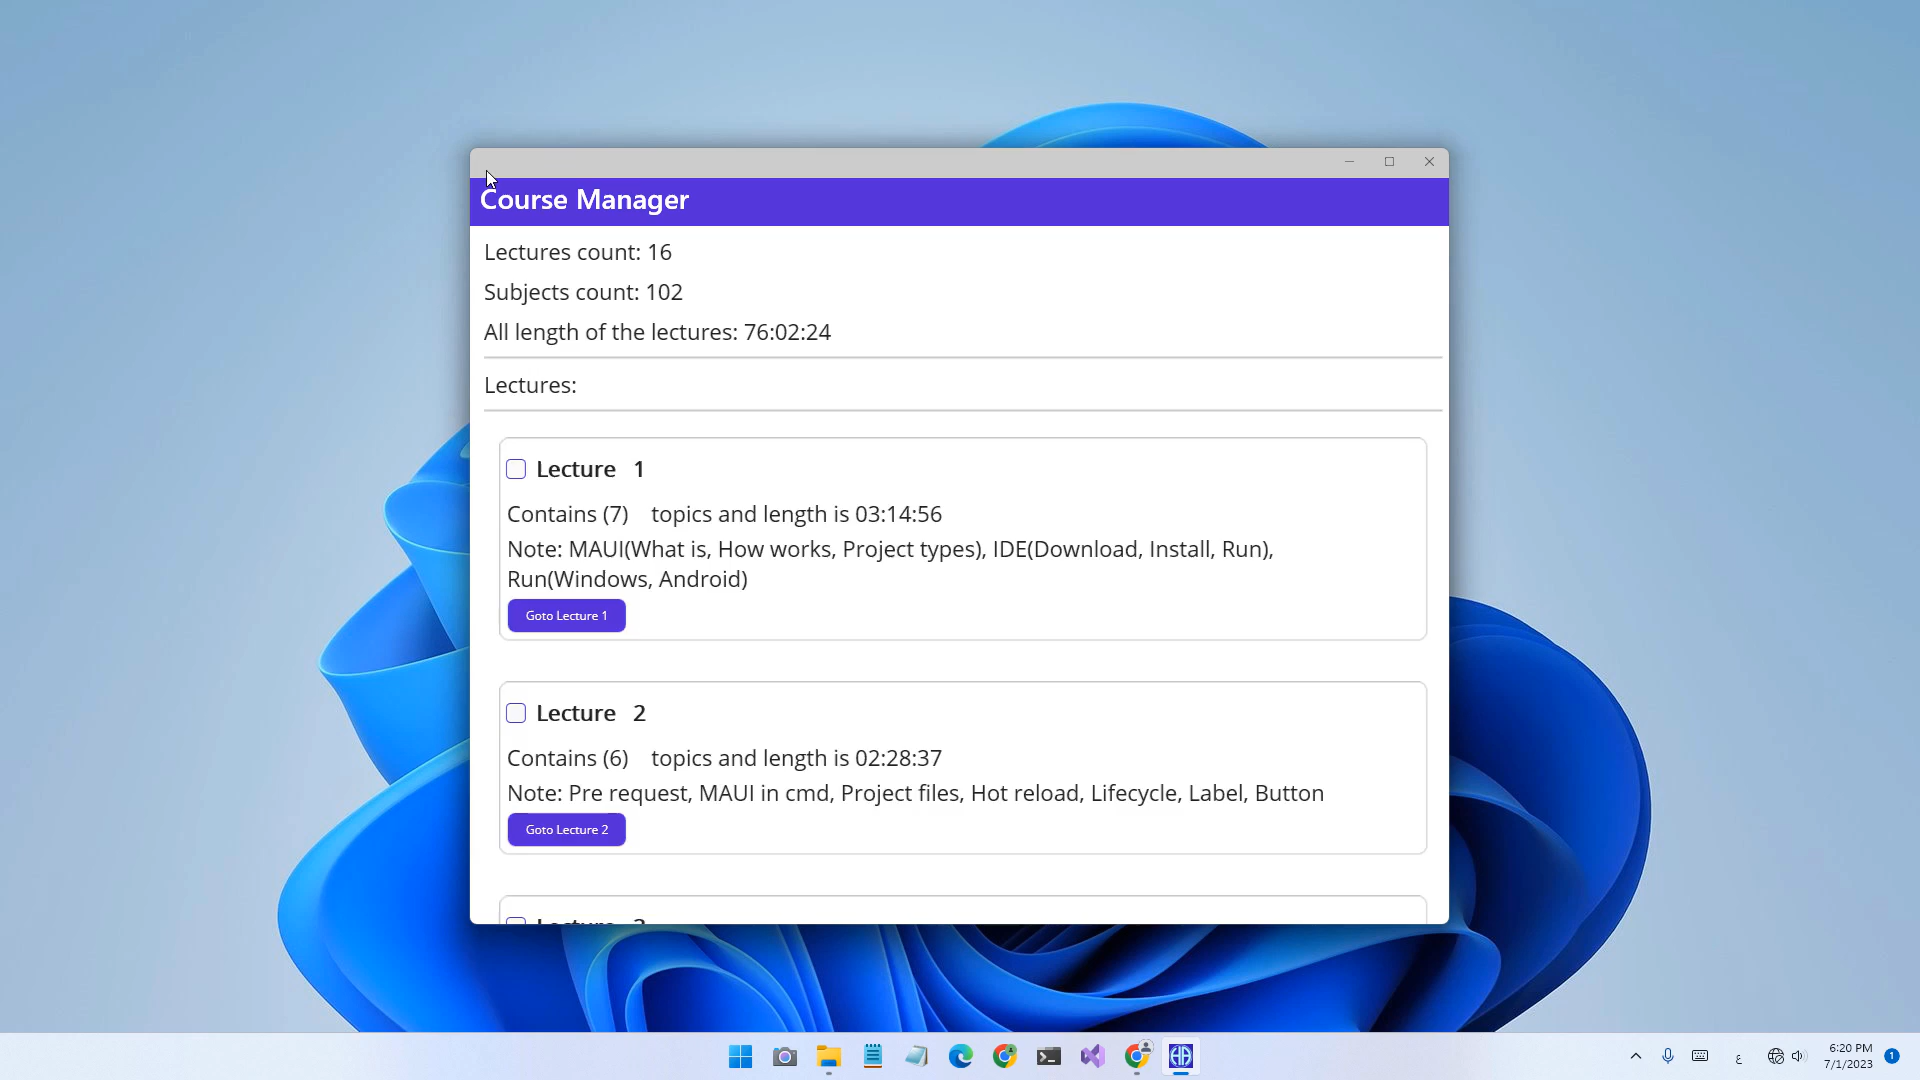 Course Manager
Lectures count: 16
Subjects count: 102
All length of the lectures: 76:02:24
Lectures:
Lecture 1
Contains (7) topics and length is 03:14:56
Note: MAUI(What is, How works, Project types), IDE(Download, Install, Run),
Run(Windows, Android)
Goto Lecture 1
Lecture 2
Contains (6) topics and length is 02:28:37
Note: Pre request, MAUI in cmd, Project files, Hot reload, Lifecycle, Label, Button
Goto Lecture 2
Lecture 3
ع
6:20 PM
7/1/2023
1